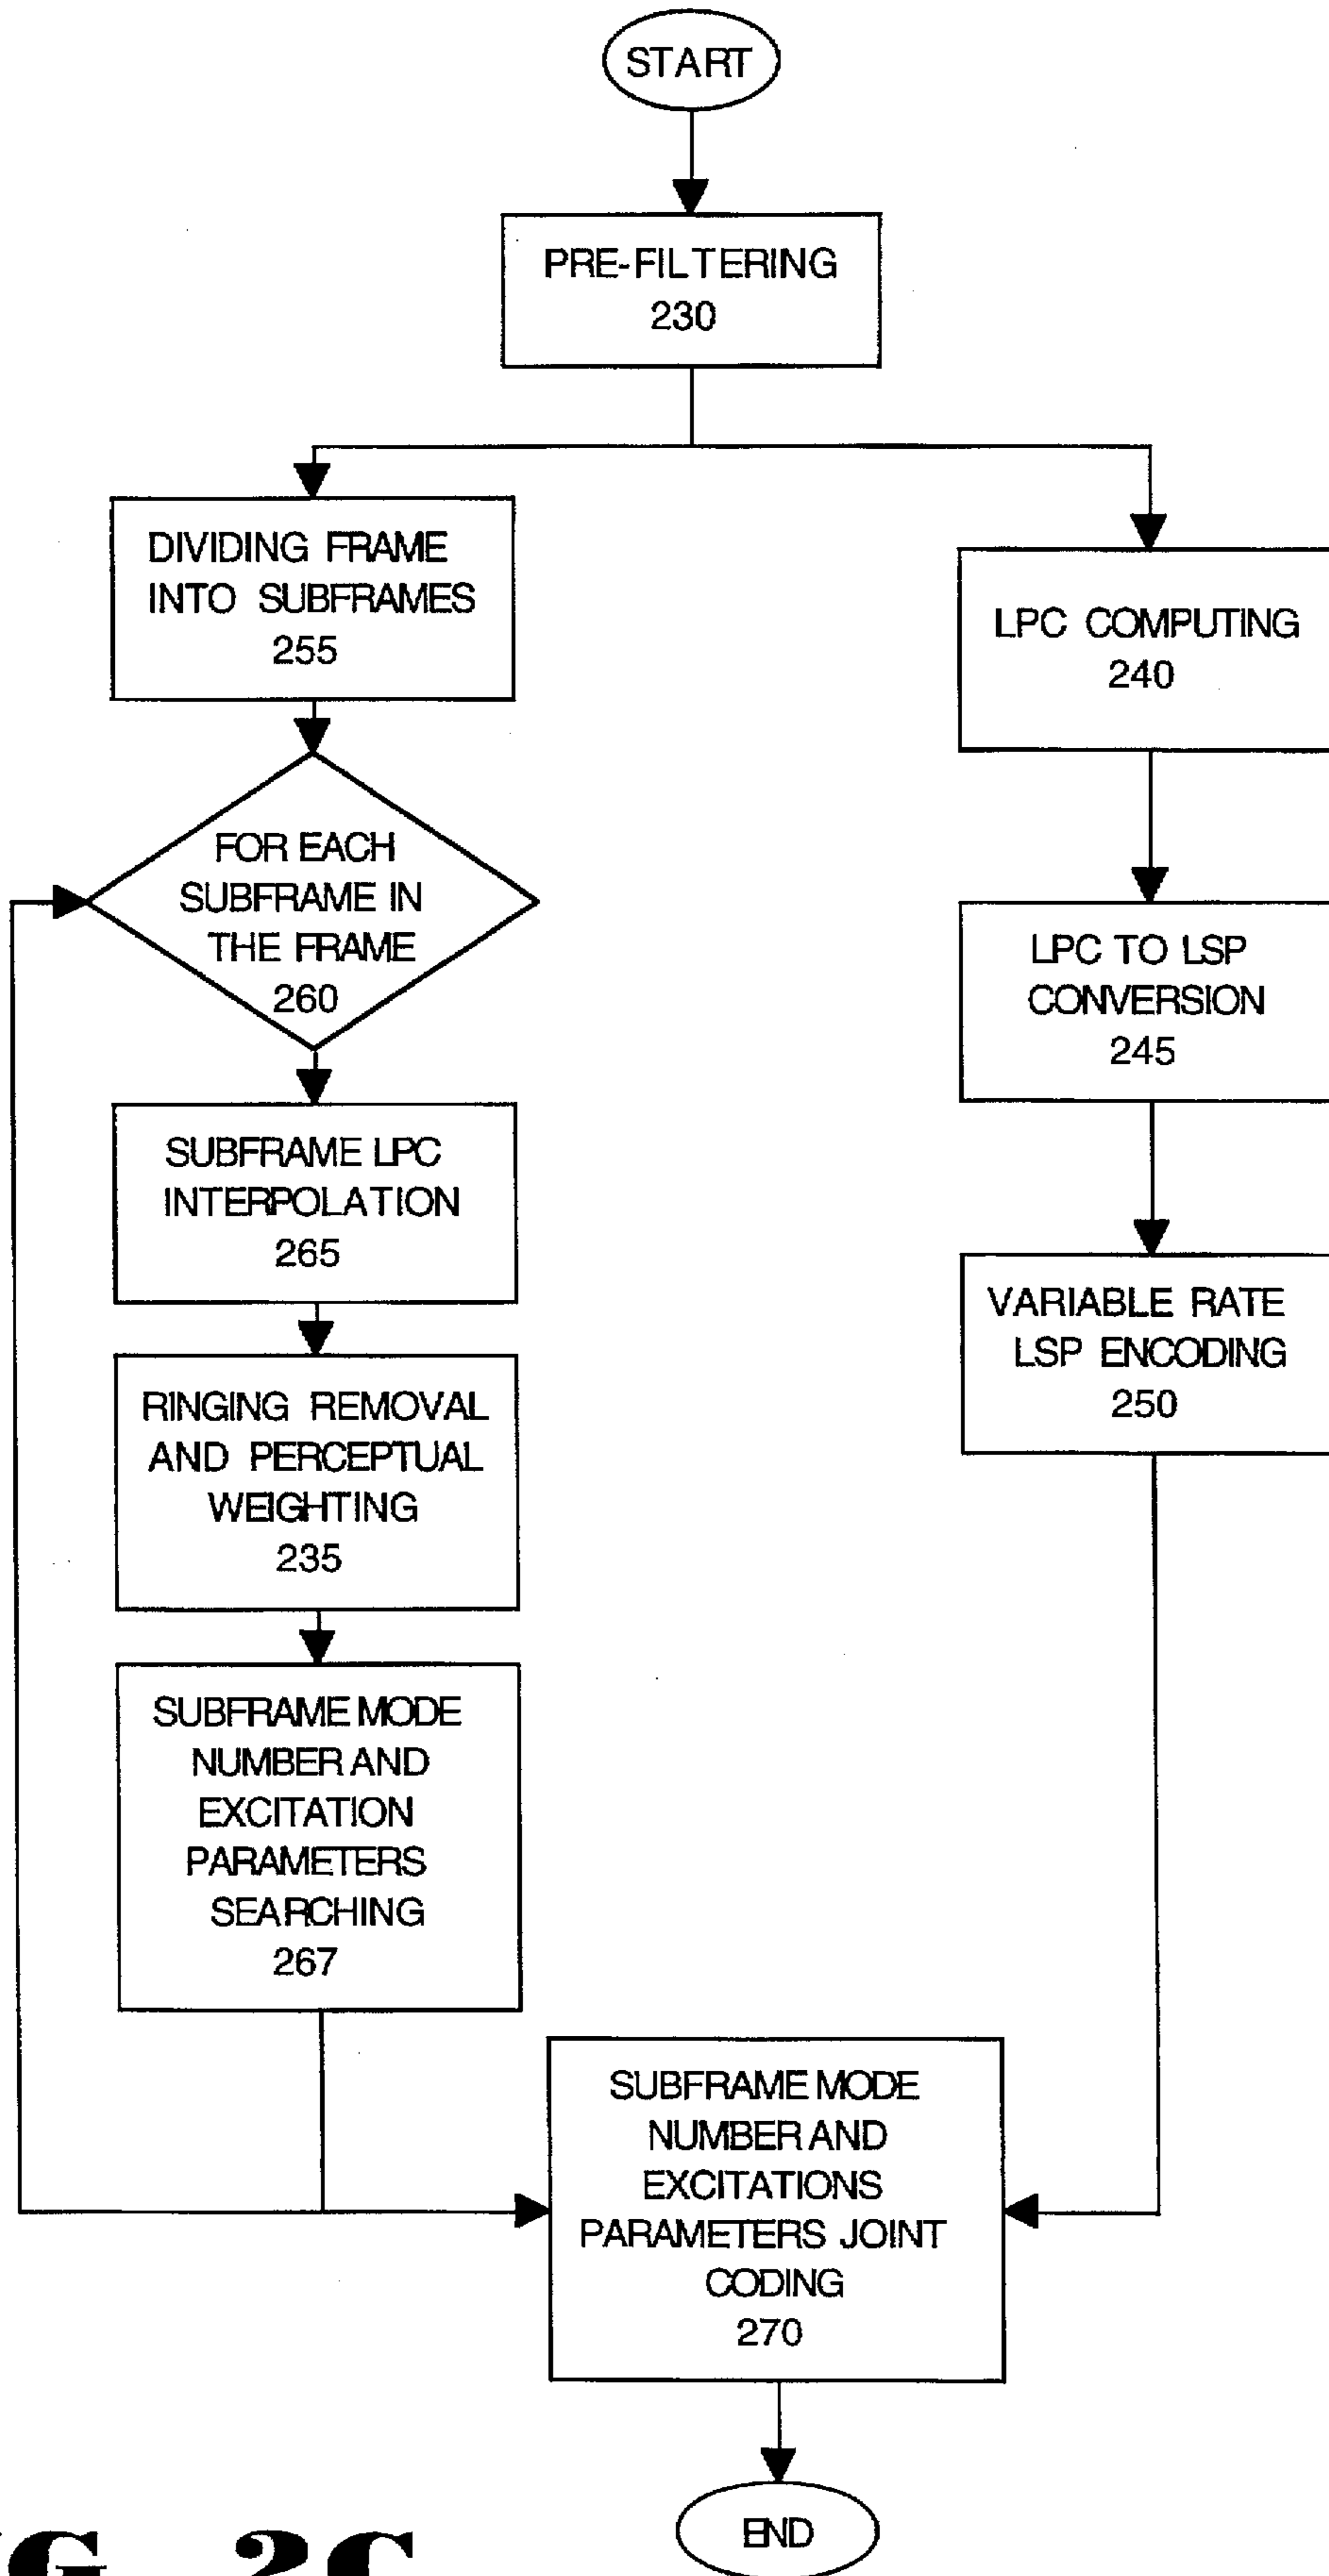 START
PRE-FILTERING
230
DIVIDING FRAME
INTO SUBFRAMES
255
LPC COMPUTING
240
FOR EACH
SUBFRAME IN
THE FRAME
260
LPC TO LSP
CONVERSION
245
SUBFRAME LPC
INTERPOLATION
265
VARIABLE RATE
LSP ENCODING
250
RINGING REMOVAL
AND PERCEPTUAL
WEIGHTING
235
SUBFRAME MODE
NUMBER AND
EXCITATION
PARAMETERS
SEARCHING
267
SUBFRAME MODE
NUMBER AND
EXCITATIONS
PARAMETERS JOINT
CODING
270
END